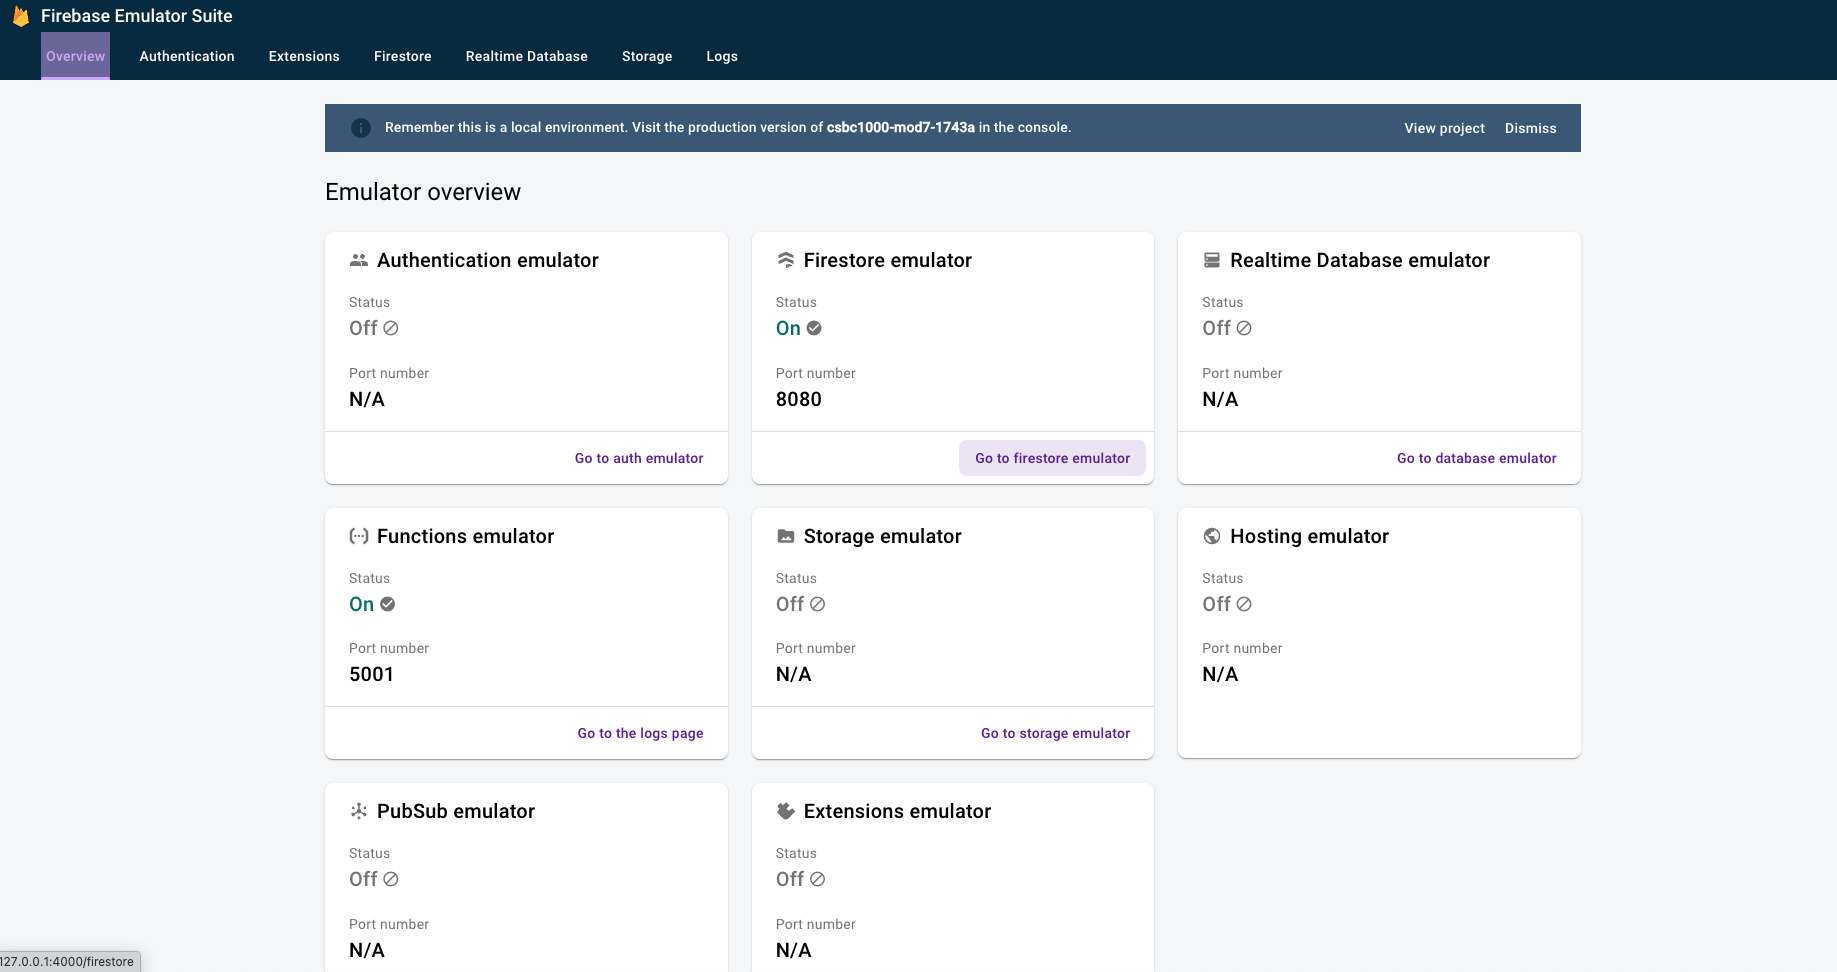 Firebase Emulator Suite
Overview Authentication Extensions Firestore Realtime Database Storage Logs
Remember this is a local environment. Visit the production version of csbc1000-mod7-1743a in the console. View project Dismiss
Emulator overview
Authentication emulator
Status
Off
Port number
N/A
Go to auth emulator
Firestore emulator
Status
On
Port number
8080
Go to firestore emulator
Realtime Database emulator
Status
Off
Port number
N/A
Go to database emulator
Functions emulator
Status
On
Port number
5001
Go to the logs page
Storage emulator
Status
Off
Port number
N/A
Go to storage emulator
Hosting emulator
Status
Off
Port number
N/A
PubSub emulator
Status
Off
Port number
N/A
Extensions emulator
Status
Off
Port number
N/A
127.0.0.1:4000/firestore